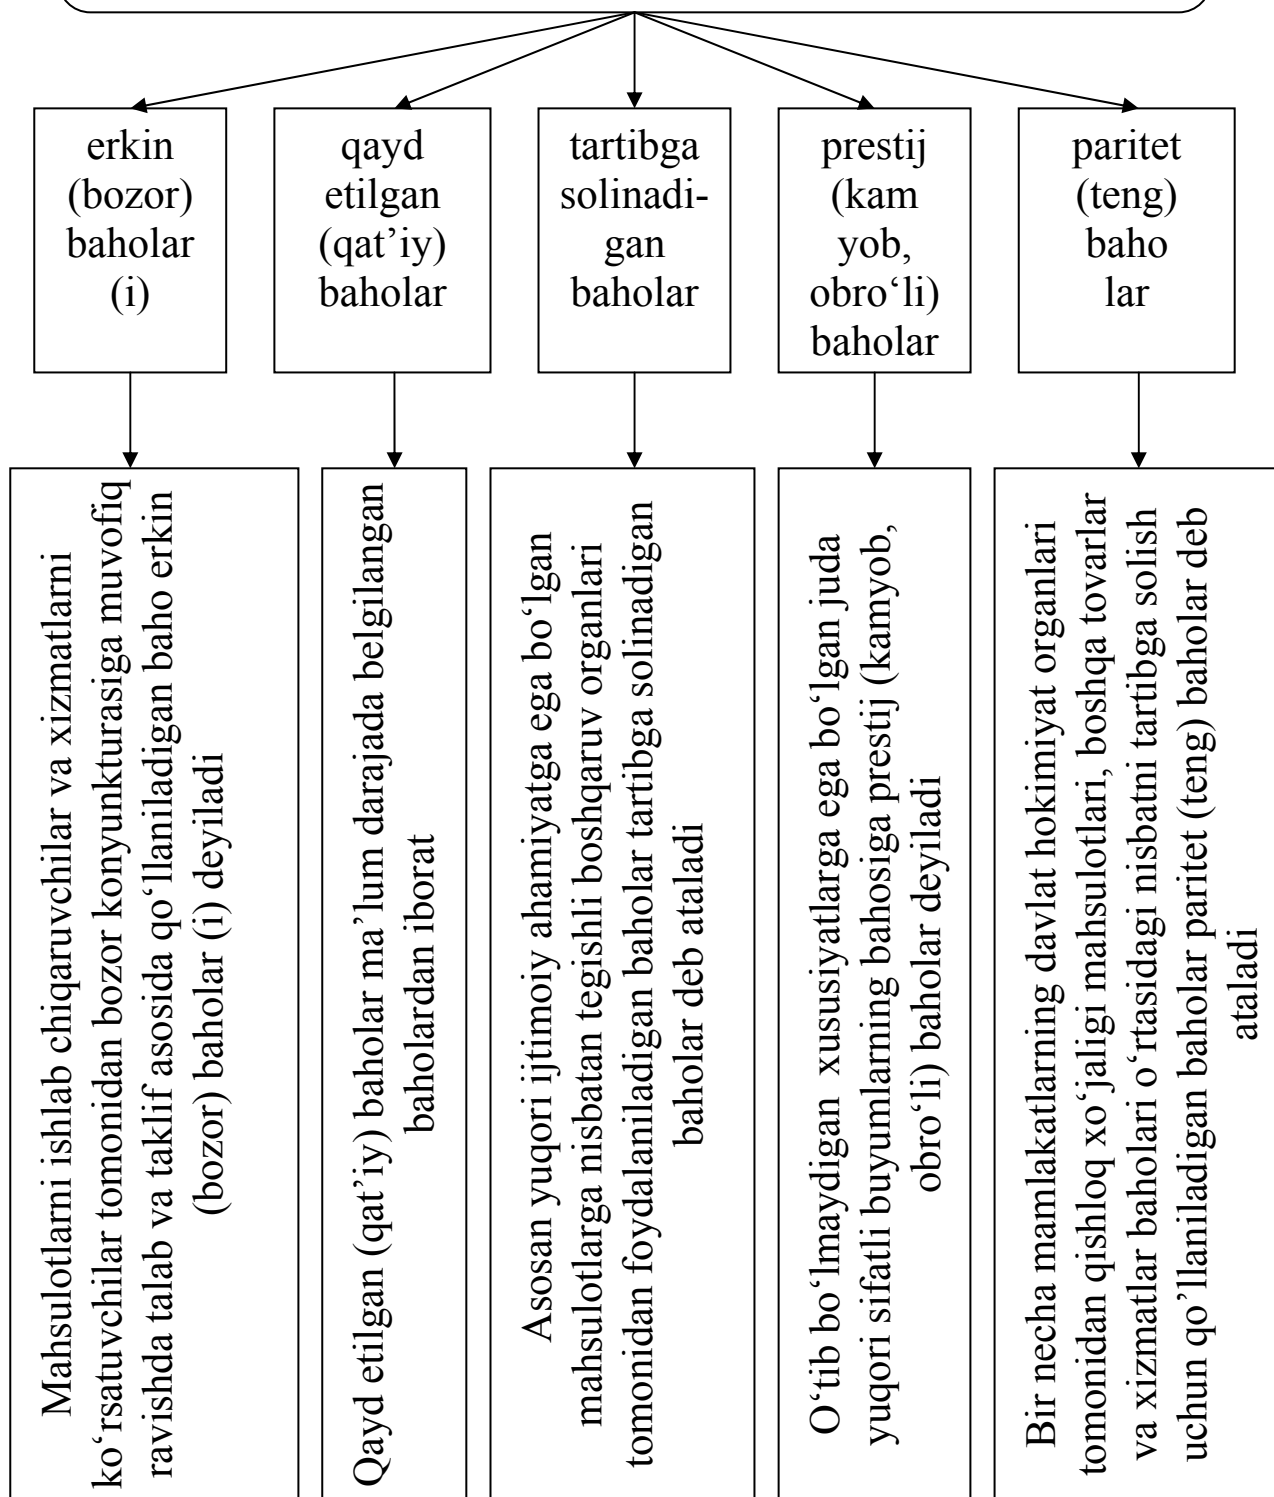 erkin
(bozor)
baholar
(i)
qayd
etilgan
(qat’iy)
baholar
tartibga
solinadi-
gan
baholar
prestij
(kam
yob,
obro‘li)
baholar
paritet
(teng)
baho
lar
Mahsulotlarni ishlab chiqaruvchilar va xizmatlarni
ko‘rsatuvchilar tomonidan bozor konyunkturasiga muvofiq
ravishda talab va taklif asosida qo‘llaniladigan baho erkin
(bozor) baholar (i) deyiladi
Qayd etilgan (qat’iy) baholar ma’lum darajada belgilangan
baholardan iborat
Asosan yuqori ijtimoiy ahamiyatga ega bo‘lgan
mahsulotlarga nisbatan tegishli boshqaruv organlari
tomonidan foydalaniladigan baholar tartibga solinadigan
baholar deb ataladi
O‘tib bo‘lmaydigan xususiyatlarga ega bo‘lgan juda
yuqori sifatli buyumlarning bahosiga prestij (kamyob,
obro‘li) baholar deyiladi
Bir necha mamlakatlarning davlat hokimiyat organlari
tomonidan qishloq xo‘jaligi mahsulotlari, boshqa tovarlar
va xizmatlar baholari o‘rtasidagi nisbatni tartibga solish
uchun qo’llaniladigan baholar paritet (teng) baholar deb
ataladi